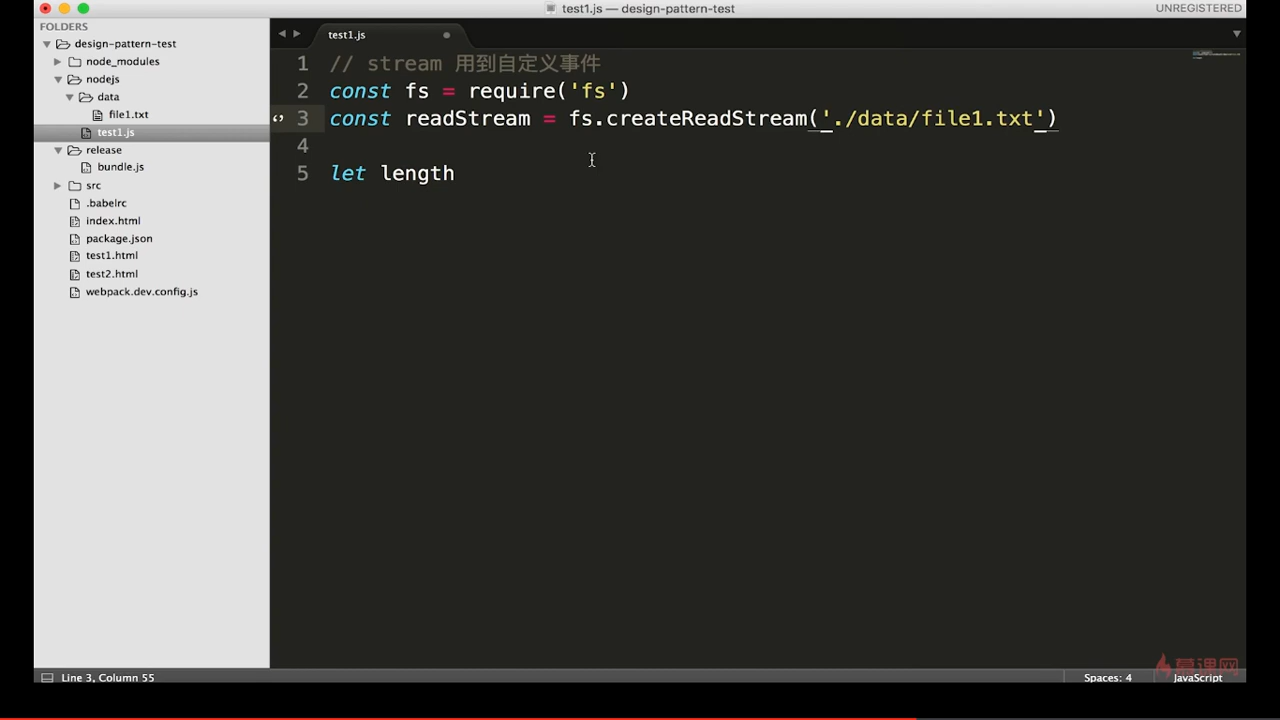 test1.js — design-pattern-test
UNREGISTERED
FOLDERS
design-pattern-test
node_modules
nodejs
data
file1.txt
test1.js
release
bundle.js
src
.babelrc
index.html
package.json
test1.html
test2.html
webpack.dev.config.js
test1.js
1 // stream 用到自定义事件
2 const fs = require('fs')
3 const readStream = fs.createReadStream('./data/file1.txt')
4
5 let length
慕课网
Line 3, Column 55
Spaces: 4
JavaScript